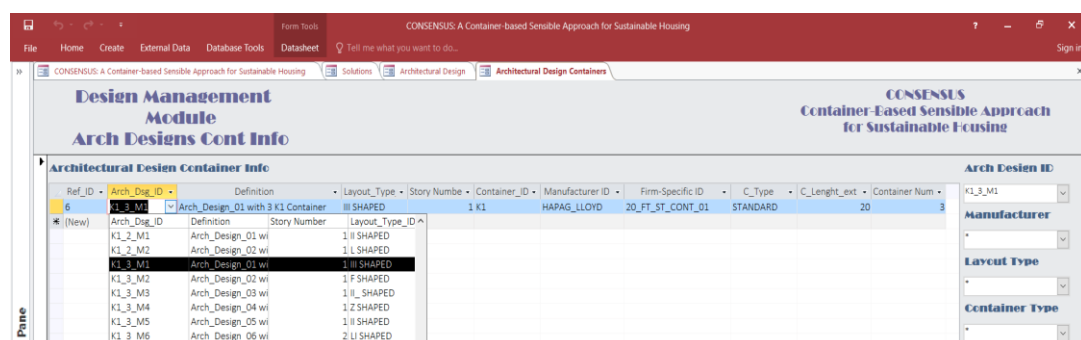 Form Tools
CONSENSUS: A Container-based Sensible Approach for Sustainable Housing
File Home Create External Data Database Tools Datasheet Tell me what you want to do...
Sign in
CONSENSUS: A Container-based Sensible Approach for Sustainable Housing Solutions Architectural Design Architectural Design Containers
Design Management
Module
Arch Designs Cont Info
CONSENSUS
Container-Based Sensible Approach
for Sustainable Housing
Architectural Design Container Info
Ref_ID Arch_Dsg_ID Definition Layout_Type Story Numbe Container_ID Manufacturer ID Firm-Specific ID C_Type C_Lenght_ext Container Num
6 K1_3_M1 Arch_Design_01 with 3 K1 Container III SHAPED 1 K1 HAPAG_LLOYD 20_FT_ST_CONT_01 STANDARD 20 3
(New) Arch_Dsg_ID Definition Story Number Layout_Type_ID
K1_2_M1 Arch_Design_01 wi 1 II SHAPED
K1_2_M2 Arch_Design_02 wi 1 L SHAPED
K1_3_M1 Arch_Design_01 wi 1 III SHAPED
K1_3_M2 Arch_Design_02 wi 1 F SHAPED
K1_3_M3 Arch_Design_03 wi 1 II_ SHAPED
K1_3_M4 Arch_Design_04 wi 1 Z SHAPED
K1_3_M5 Arch_Design_05 wi 1 II SHAPED
K1_3_M6 Arch_Design_06 wi 2 LI SHAPED
Arch Design ID
K1_3_M1
Manufacturer
*
Layout Type
*
Container Type
*
Pane